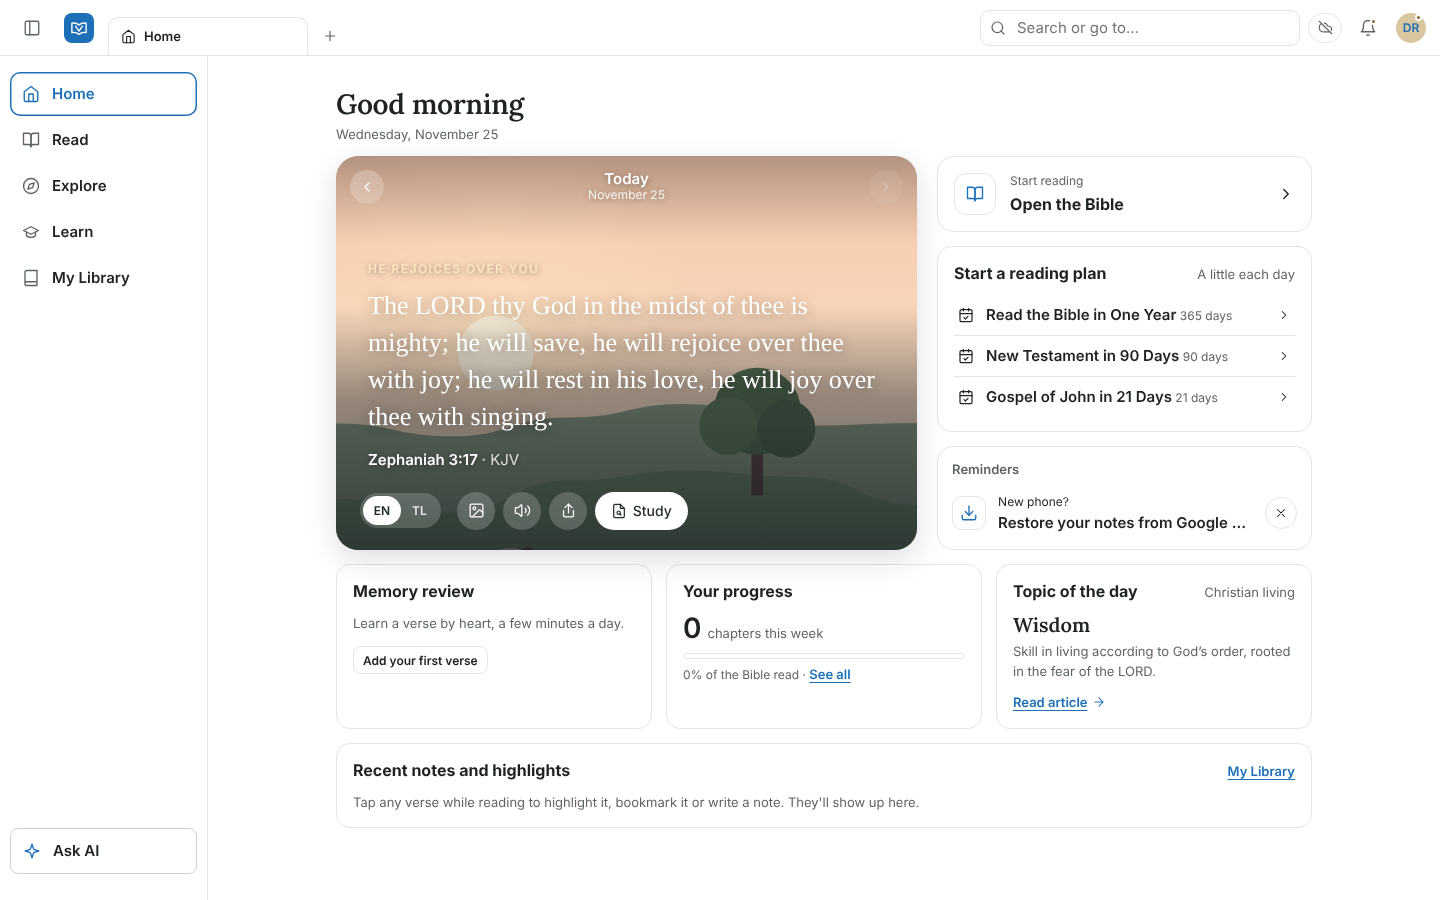 Home
Search or go to...
DR
Home
Read
Explore
Learn
My Library
Ask AI
Good morning
Wednesday, November 25
Today
November 25
HE REJOICES OVER YOU
The LORD thy God in the midst of thee is
mighty; he will save, he will rejoice over thee
with joy; he will rest in his love, he will joy over
thee with singing.
Zephaniah 3:17 · KJV
EN TL Study
Start reading
Open the Bible
Start a reading plan A little each day
Read the Bible in One Year 365 days
New Testament in 90 Days 90 days
Gospel of John in 21 Days 21 days
Reminders
New phone?
Restore your notes from Google ...
Memory review
Learn a verse by heart, a few minutes a day.
Add your first verse
Your progress
0 chapters this week
0% of the Bible read · See all
Topic of the day Christian living
Wisdom
Skill in living according to God’s order, rooted
in the fear of the LORD.
Read article
Recent notes and highlights My Library
Tap any verse while reading to highlight it, bookmark it or write a note. They'll show up here.